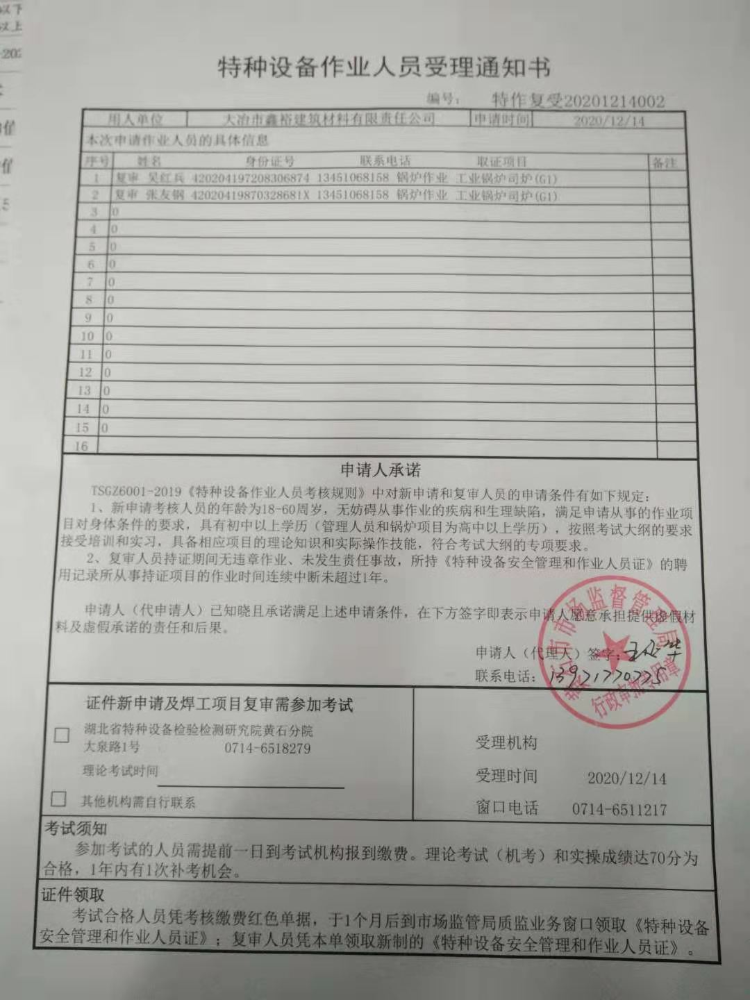 以下
以上
-202
特种设备作业人员受理通知书
编号： 特作复受20201214002
用人单位 大冶市鑫裕建筑材料有限责任公司 申请时间 2020/12/14
本次申请作业人员的具体信息
序号 姓名 身份证号 联系电话 取证项目 备注
1 复审 吴红兵 420204197208306874 13451068158 锅炉作业 工业锅炉司炉(G1)
2 复审 张友钢 42020419870328681X 13451068158 锅炉作业 工业锅炉司炉(G1)
3 0
4 0
5 0
6 0
7 0
8 0
9 0
10 0
11 0
12 0
13 0
14 0
15 0
16
申请人承诺
TSGZ6001-2019《特种设备作业人员考核规则》中对新申请和复审人员的申请条件有如下规定：
1、新申请考核人员的年龄为18-60周岁，无妨碍从事作业的疾病和生理缺陷，满足申请从事的作业项
目对身体条件的要求，具有初中以上学历（管理人员和锅炉项目为高中以上学历），按照考试大纲的要求
接受培训和实习，具备相应项目的理论知识和实际操作技能，符合考试大纲的专项要求。
2、复审人员持证期间无违章作业、未发生责任事故，所持《特种设备安全管理和作业人员证》的聘
用记录所从事持证项目的作业时间连续中断未超过1年。
申请人（代申请人）已知晓且承诺满足上述申请条件，在下方签字即表示申请人愿意承担提供虚假材
料及虚假承诺的责任和后果。
申请人（代理人）签字：
联系电话：13971770775
黄石市市场监督管理局
行政审批专用章
证件新申请及焊工项目复审需参加考试
湖北省特种设备检验检测研究院黄石分院
大泉路1号 0714-6518279
理论考试时间
其他机构需自行联系
受理机构
受理时间 2020/12/14
窗口电话 0714-6511217
考试须知
参加考试的人员需提前一日到考试机构报到缴费。理论考试（机考）和实操成绩达70分为
合格，1年内有1次补考机会。
证件领取
考试合格人员凭考核缴费红色单据，于1个月后到市场监管局质监业务窗口领取《特种设备
安全管理和作业人员证》；复审人员凭本单领取新制的《特种设备安全管理和作业人员证》。